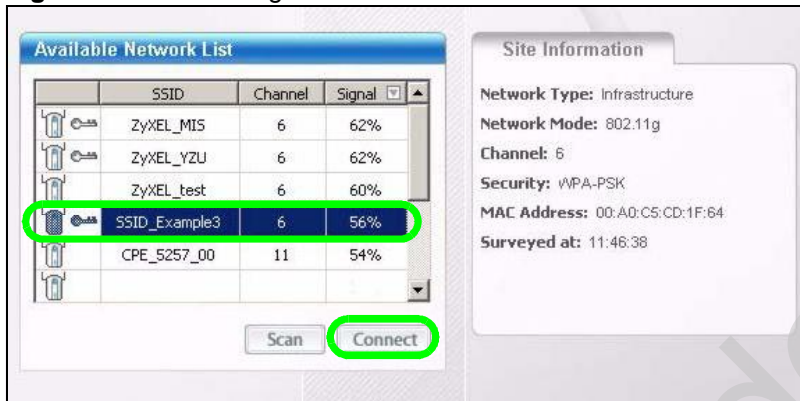 Available Network List
SSID Channel Signal
ZyXEL_MIS 6 62%
ZyXEL_YZU 6 62%
ZyXEL_test 6 60%
SSID_Example3 6 56%
CPE_5257_00 11 54%
Scan Connect
Site Information
Network Type: Infrastructure
Network Mode: 802.11g
Channel: 6
Security: WPA-PSK
MAC Address: 00:A0:C5:CD:1F:64
Surveyed at: 11:46:38